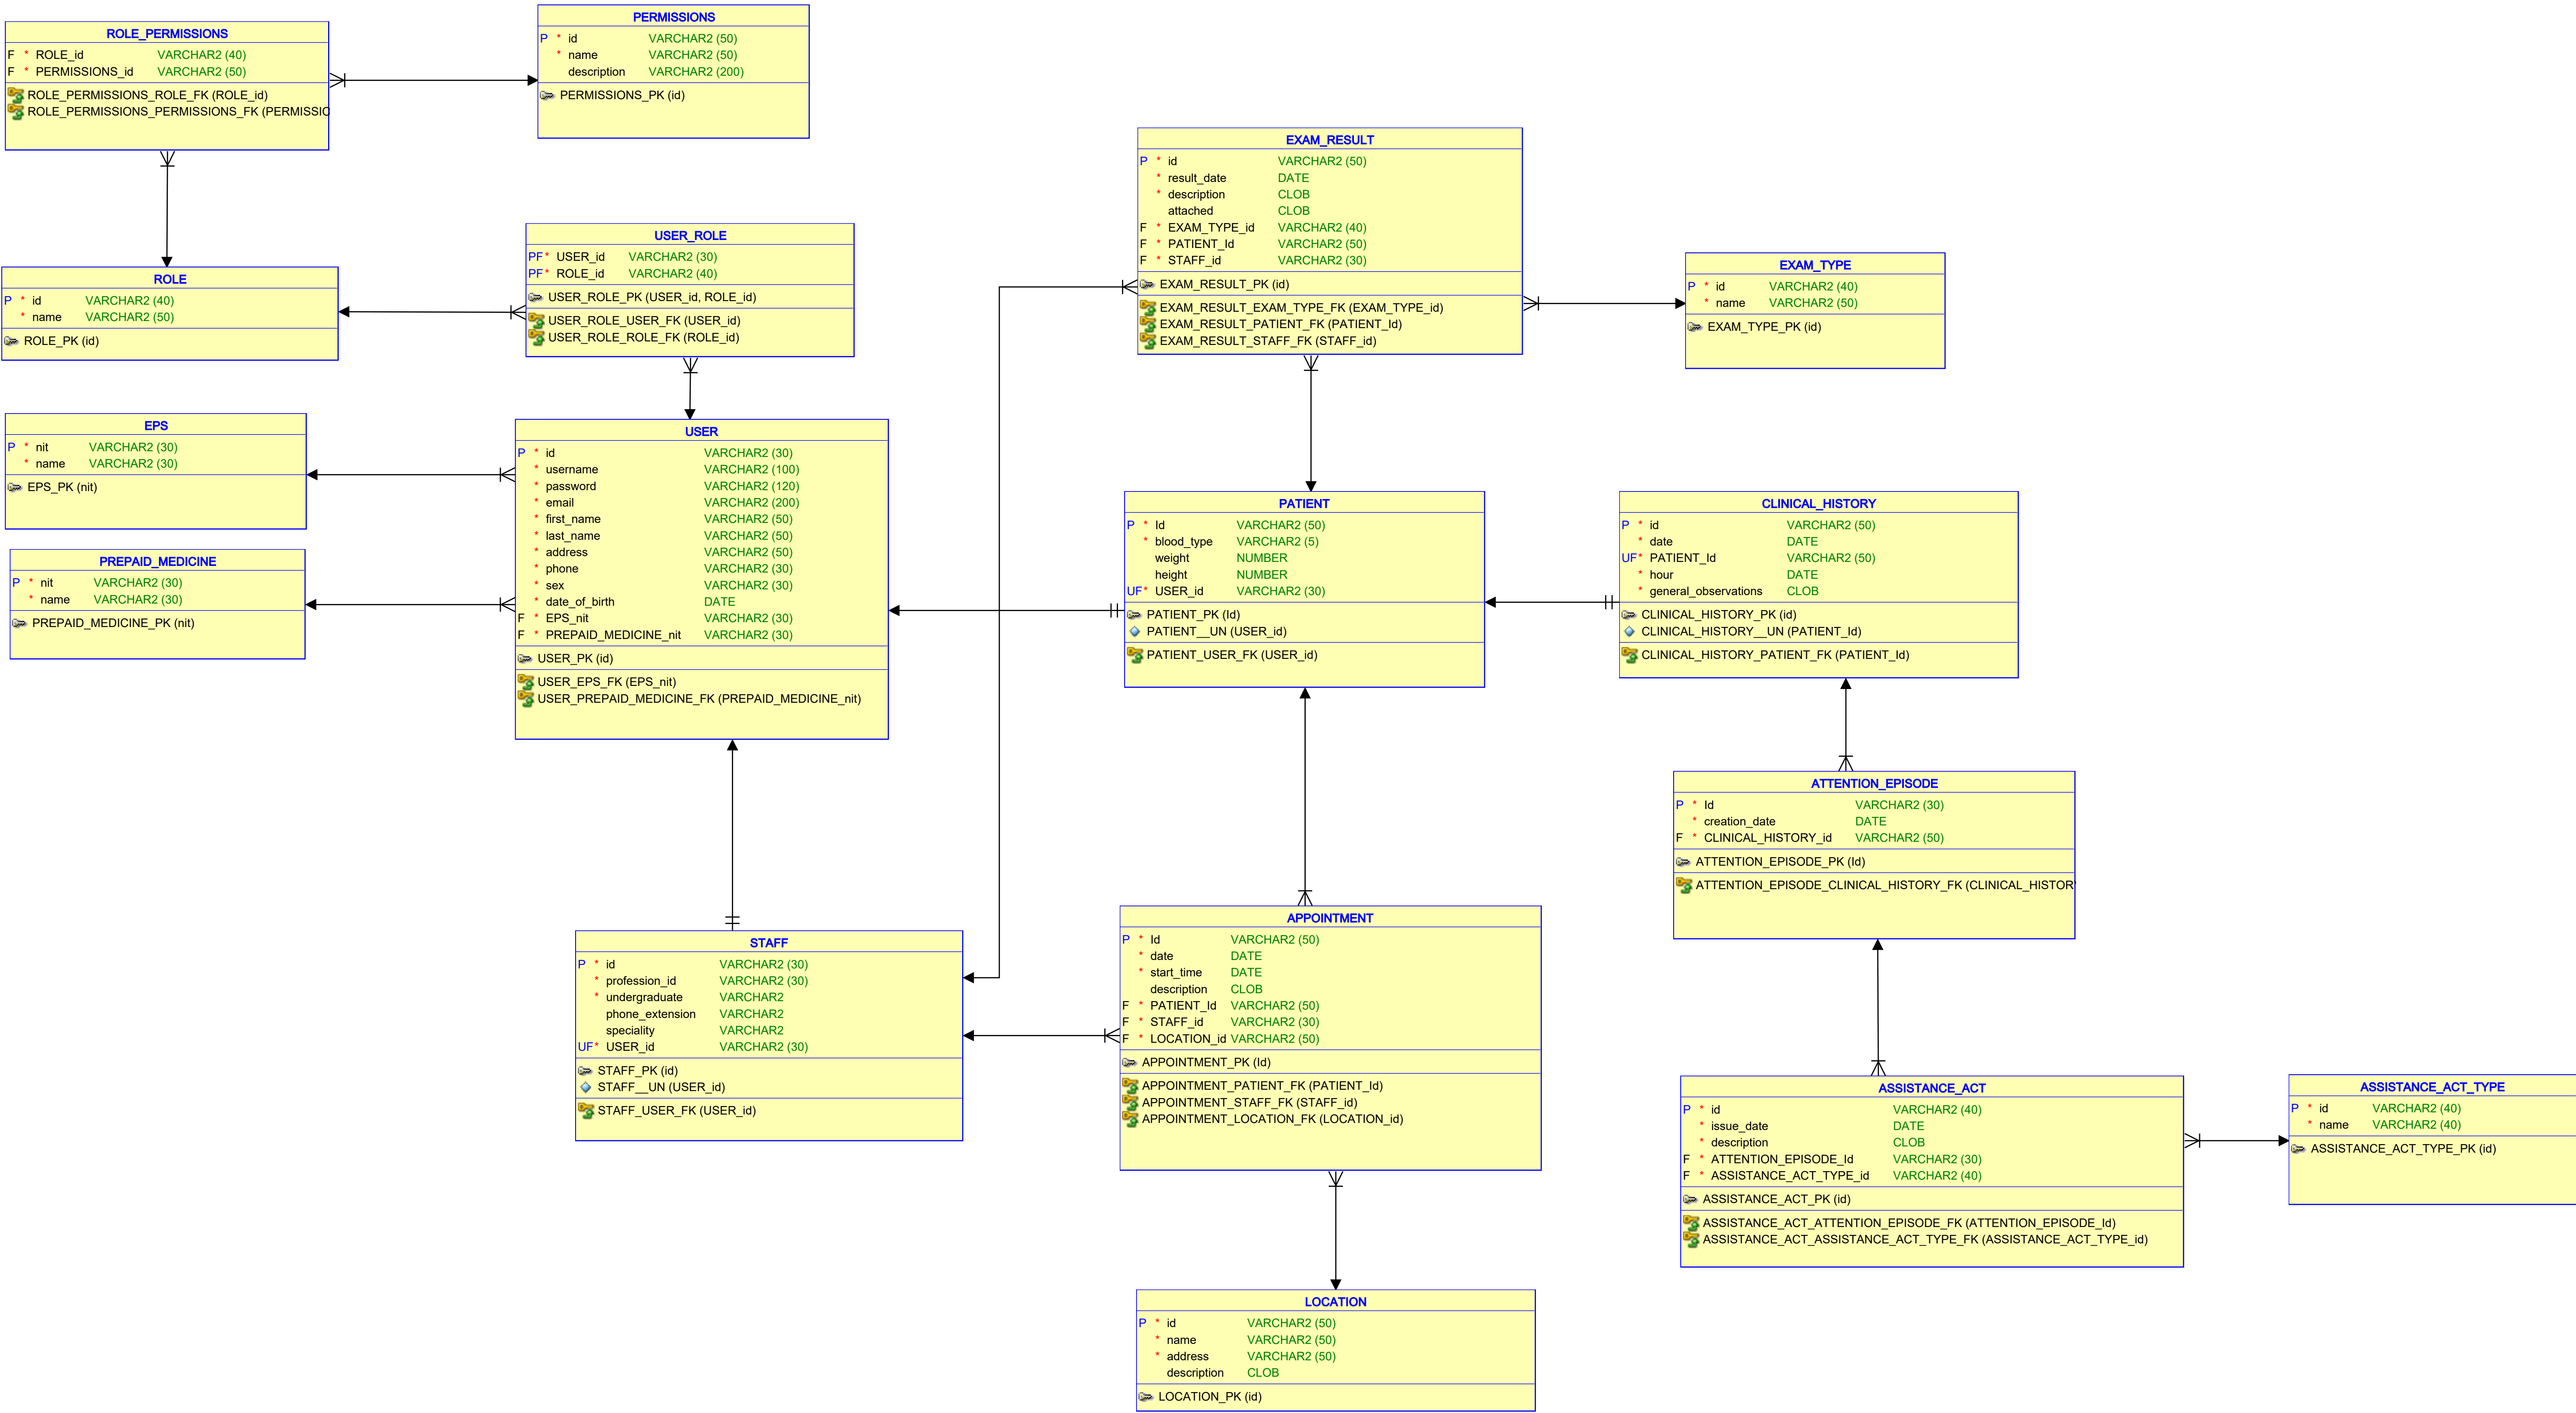 ROLE_PERMISSIONS
F * ROLE_id VARCHAR2 (40)
F * PERMISSIONS_id VARCHAR2 (50)
ROLE_PERMISSIONS_ROLE_FK (ROLE_id)
ROLE_PERMISSIONS_PERMISSIONS_FK (PERMISSIO
PERMISSIONS
P * id VARCHAR2 (50)
* name VARCHAR2 (50)
description VARCHAR2 (200)
PERMISSIONS_PK (id)
ROLE
P * id VARCHAR2 (40)
* name VARCHAR2 (50)
ROLE_PK (id)
USER_ROLE
PF* USER_id VARCHAR2 (30)
PF* ROLE_id VARCHAR2 (40)
USER_ROLE_PK (USER_id, ROLE_id)
USER_ROLE_USER_FK (USER_id)
USER_ROLE_ROLE_FK (ROLE_id)
EXAM_RESULT
P * id VARCHAR2 (50)
* result_date DATE
* description CLOB
attached CLOB
F * EXAM_TYPE_id VARCHAR2 (40)
F * PATIENT_Id VARCHAR2 (50)
F * STAFF_id VARCHAR2 (30)
EXAM_RESULT_PK (id)
EXAM_RESULT_EXAM_TYPE_FK (EXAM_TYPE_id)
EXAM_RESULT_PATIENT_FK (PATIENT_Id)
EXAM_RESULT_STAFF_FK (STAFF_id)
EXAM_TYPE
P * id VARCHAR2 (40)
* name VARCHAR2 (50)
EXAM_TYPE_PK (id)
EPS
P * nit VARCHAR2 (30)
* name VARCHAR2 (30)
EPS_PK (nit)
PREPAID_MEDICINE
P * nit VARCHAR2 (30)
* name VARCHAR2 (30)
PREPAID_MEDICINE_PK (nit)
USER
P * id VARCHAR2 (30)
* username VARCHAR2 (100)
* password VARCHAR2 (120)
* email VARCHAR2 (200)
* first_name VARCHAR2 (50)
* last_name VARCHAR2 (50)
* address VARCHAR2 (50)
* phone VARCHAR2 (30)
* sex VARCHAR2 (30)
* date_of_birth DATE
F * EPS_nit VARCHAR2 (30)
F * PREPAID_MEDICINE_nit VARCHAR2 (30)
USER_PK (id)
USER_EPS_FK (EPS_nit)
USER_PREPAID_MEDICINE_FK (PREPAID_MEDICINE_nit)
PATIENT
P * Id VARCHAR2 (50)
* blood_type VARCHAR2 (5)
weight NUMBER
height NUMBER
UF* USER_id VARCHAR2 (30)
PATIENT_PK (Id)
PATIENT__UN (USER_id)
PATIENT_USER_FK (USER_id)
CLINICAL_HISTORY
P * id VARCHAR2 (50)
* date DATE
UF* PATIENT_Id VARCHAR2 (50)
* hour DATE
* general_observations CLOB
CLINICAL_HISTORY_PK (id)
CLINICAL_HISTORY__UN (PATIENT_Id)
CLINICAL_HISTORY_PATIENT_FK (PATIENT_Id)
ATTENTION_EPISODE
P * Id VARCHAR2 (30)
* creation_date DATE
F * CLINICAL_HISTORY_id VARCHAR2 (50)
ATTENTION_EPISODE_PK (Id)
ATTENTION_EPISODE_CLINICAL_HISTORY_FK (CLINICAL_HISTOR
STAFF
P * id VARCHAR2 (30)
* profession_id VARCHAR2 (30)
* undergraduate VARCHAR2
phone_extension VARCHAR2
speciality VARCHAR2
UF* USER_id VARCHAR2 (30)
STAFF_PK (id)
STAFF__UN (USER_id)
STAFF_USER_FK (USER_id)
APPOINTMENT
P * Id VARCHAR2 (50)
* date DATE
* start_time DATE
description CLOB
F * PATIENT_Id VARCHAR2 (50)
F * STAFF_id VARCHAR2 (30)
F * LOCATION_id VARCHAR2 (50)
APPOINTMENT_PK (Id)
APPOINTMENT_PATIENT_FK (PATIENT_Id)
APPOINTMENT_STAFF_FK (STAFF_id)
APPOINTMENT_LOCATION_FK (LOCATION_id)
ASSISTANCE_ACT
P * id VARCHAR2 (40)
* issue_date DATE
* description CLOB
F * ATTENTION_EPISODE_Id VARCHAR2 (30)
F * ASSISTANCE_ACT_TYPE_id VARCHAR2 (40)
ASSISTANCE_ACT_PK (id)
ASSISTANCE_ACT_ATTENTION_EPISODE_FK (ATTENTION_EPISODE_Id)
ASSISTANCE_ACT_ASSISTANCE_ACT_TYPE_FK (ASSISTANCE_ACT_TYPE_id)
ASSISTANCE_ACT_TYPE
P * id VARCHAR2 (40)
* name VARCHAR2 (40)
ASSISTANCE_ACT_TYPE_PK (id)
LOCATION
P * id VARCHAR2 (50)
* name VARCHAR2 (50)
* address VARCHAR2 (50)
description CLOB
LOCATION_PK (id)